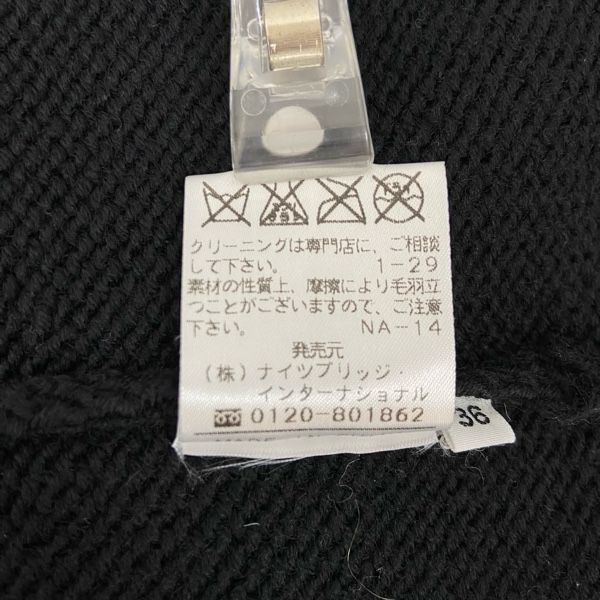 クリーニングは専門店に、ご相談
して下さい。 1-29
素材の性質上、摩擦により毛羽立
つことがございますので、ご注意
下さい。 NA-14
発売元
(株)ナイツブリッジ・
インターナショナル
0120-801862
36